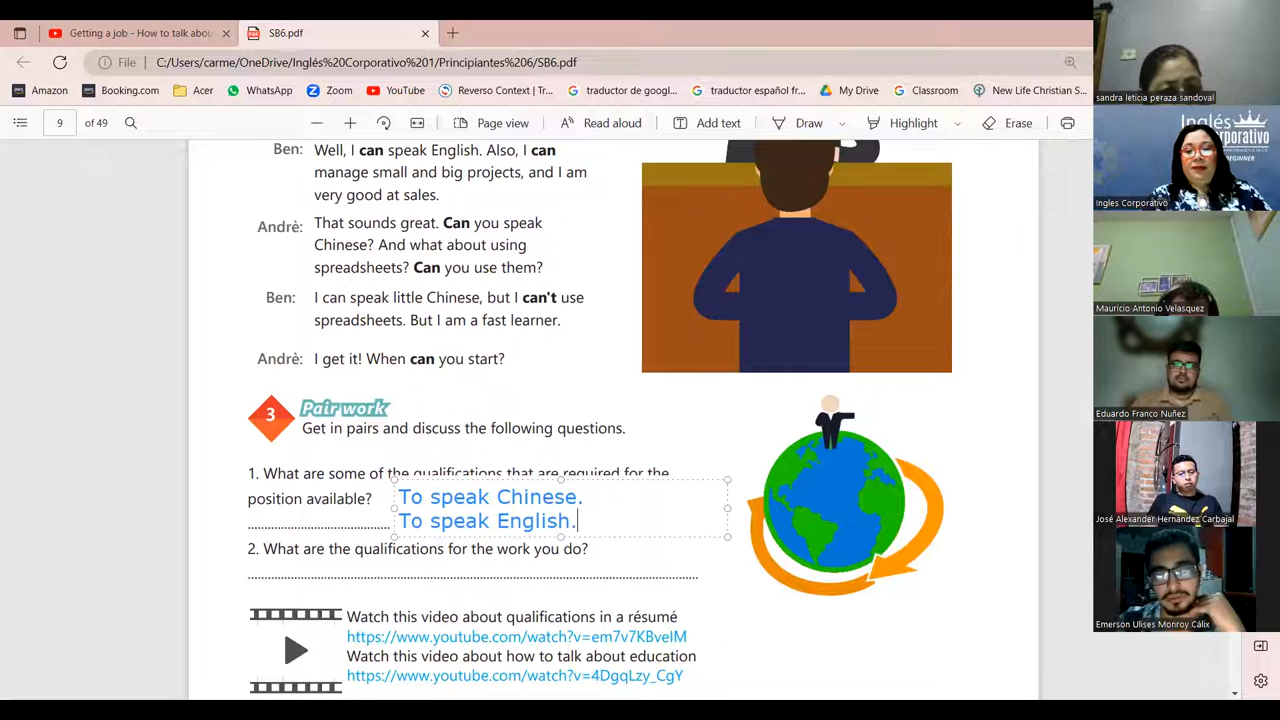 Getting a job - How to talk abou
SB6.pdf
File
C:/Users/carme/OneDrive/Inglés%20Corporativo%201/Principiantes%206/SB6.pdf
Amazon
Booking.com
Acer
WhatsApp
Zoom
YouTube
Reverso Context | Tr...
traductor de googl...
traductor español fr...
My Drive
Classroom
New Life Christian S...
9 of 49
Page view
Read aloud
Add text
Draw
Highlight
Erase
Ben: Well, I can speak English. Also, I can
manage small and big projects, and I am
very good at sales.
Andrè: That sounds great. Can you speak
Chinese? And what about using
spreadsheets? Can you use them?
Ben: I can speak little Chinese, but I can't use
spreadsheets. But I am a fast learner.
Andrè: I get it! When can you start?
3 Pair work
Get in pairs and discuss the following questions.
1. What are some of the qualifications that are required for the
position available?
To speak Chinese.
To speak English.
2. What are the qualifications for the work you do?
Watch this video about qualifications in a résumé
https://www.youtube.com/watch?v=em7v7KBveIM
Watch this video about how to talk about education
https://www.youtube.com/watch?v=4DgqLzy_CgY
sandra leticia peraza sandoval
Inglés
rporativo
BEGINNER
Ingles Corporativo
Mauricio Antonio Velasquez
Eduardo Franco Nuñez
José Alexander Hernández Carbajal
Emerson Ulises Monroy Cálix